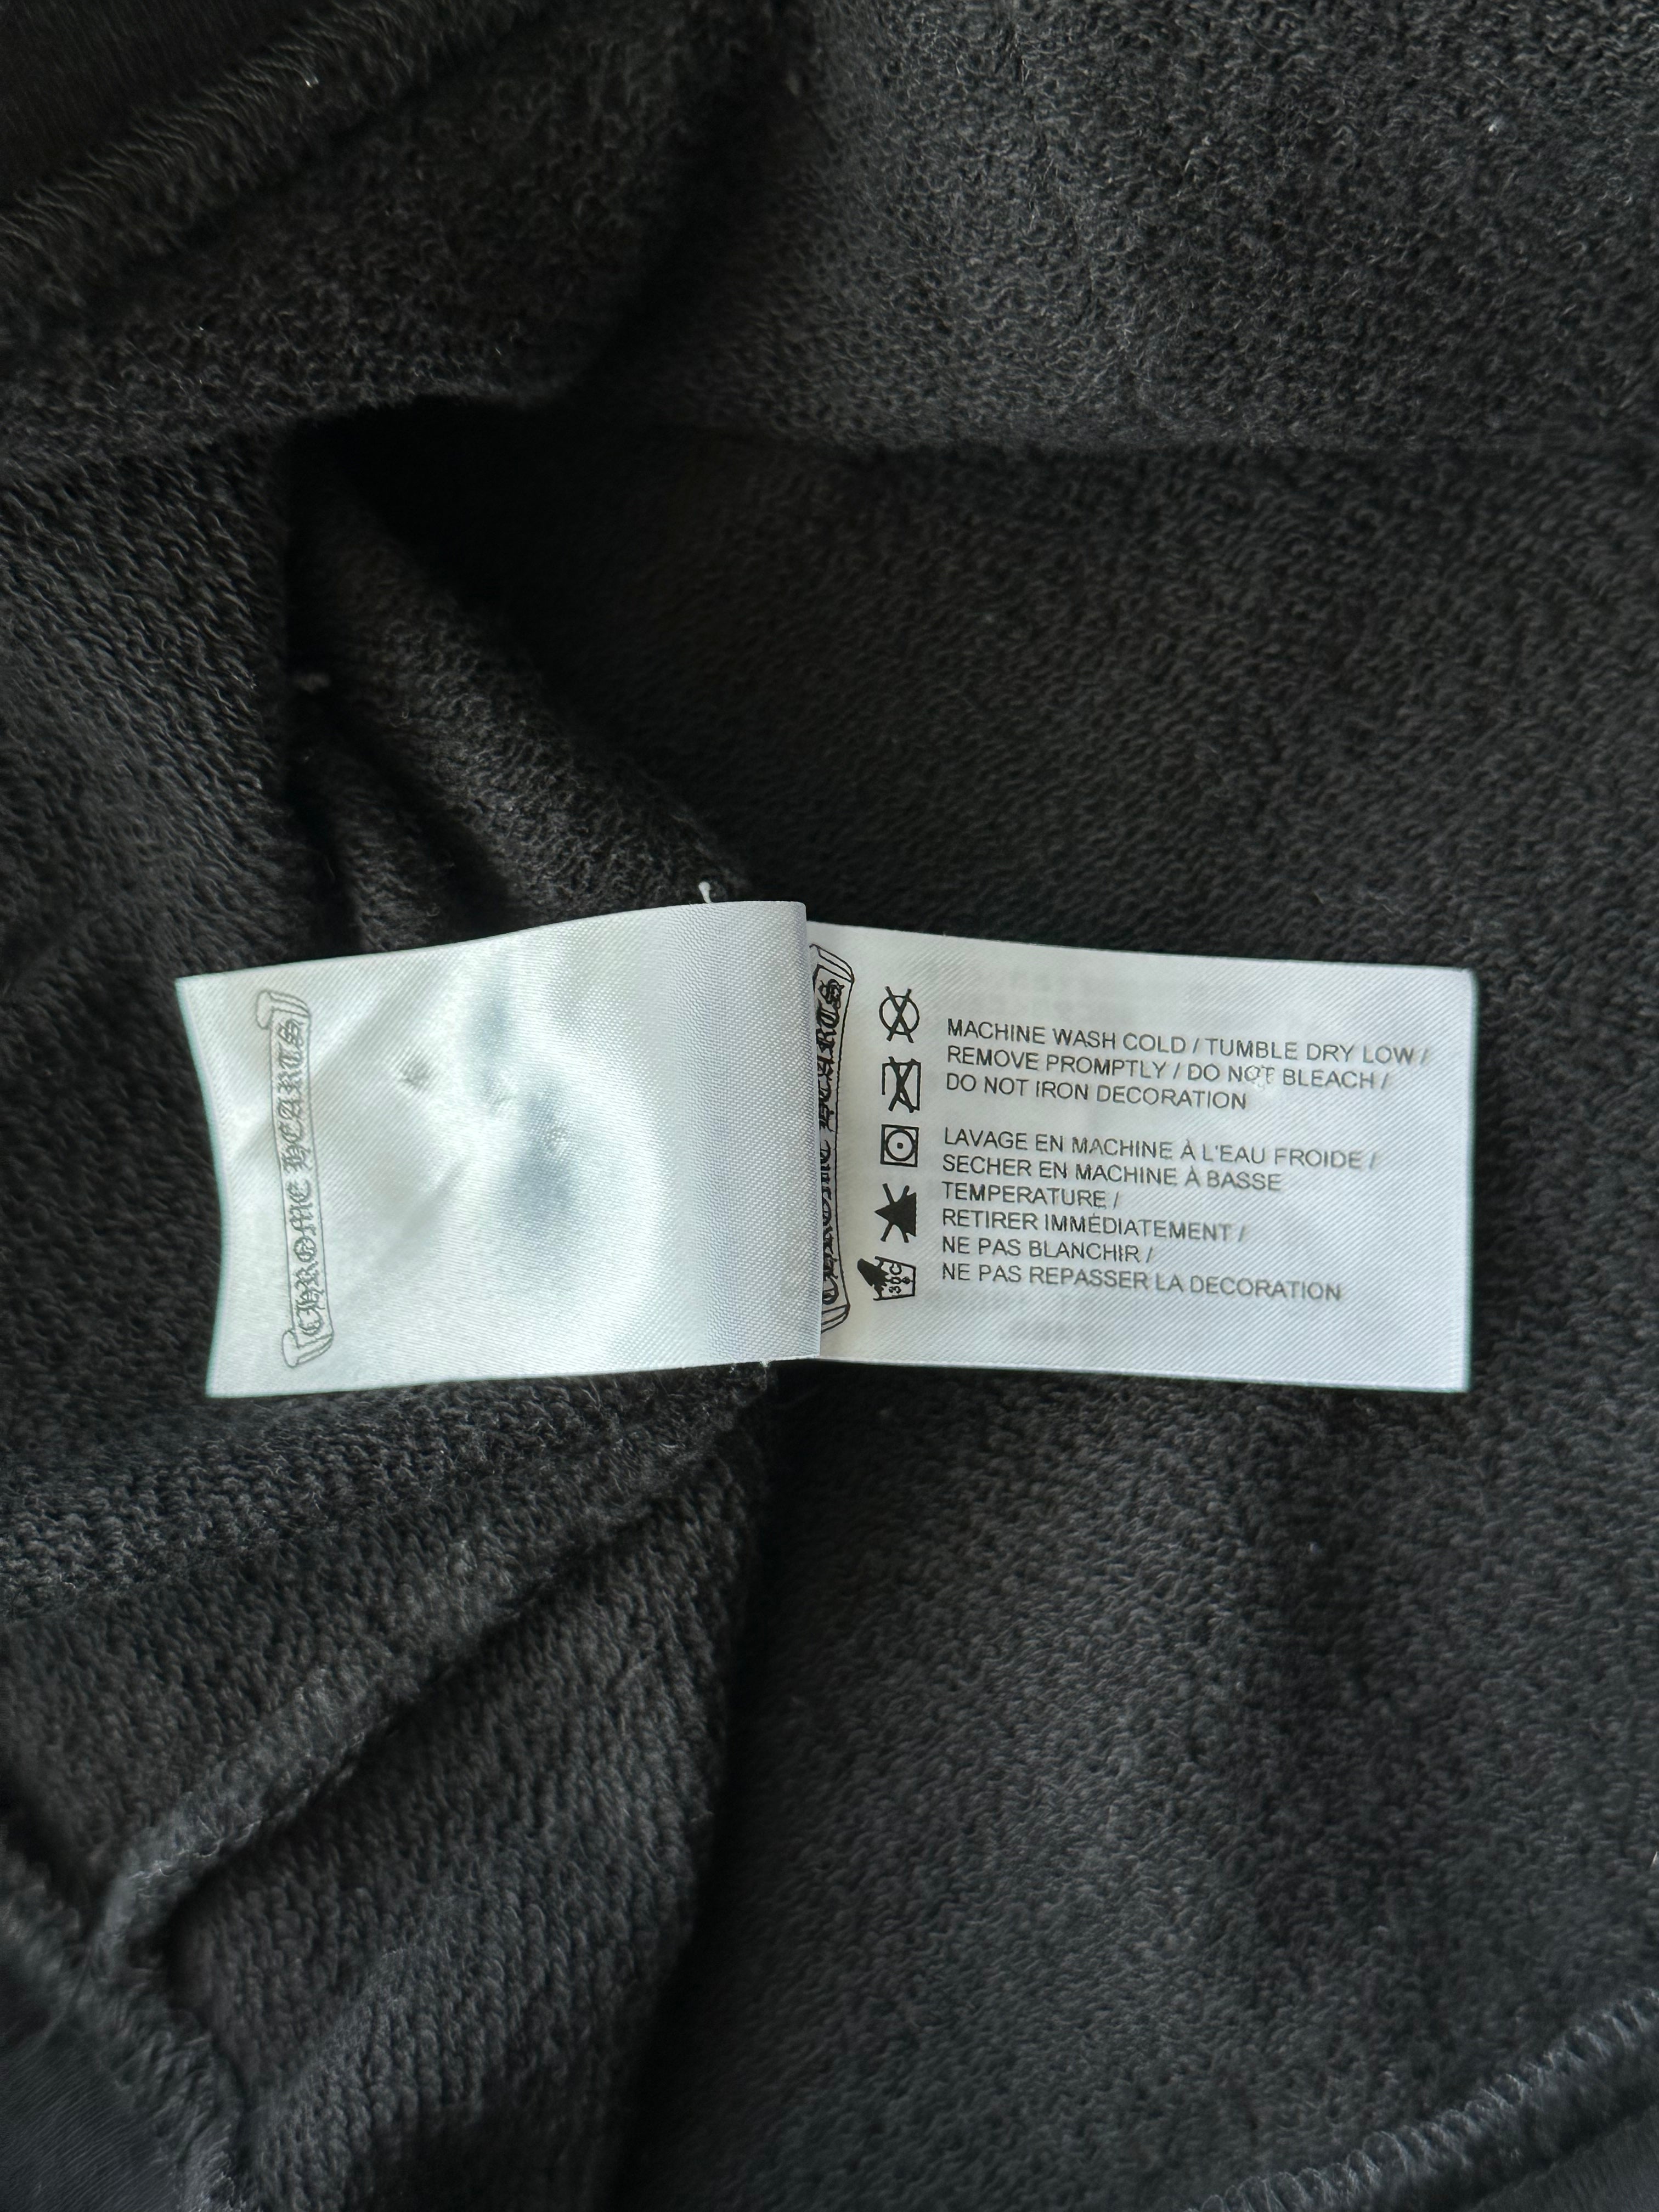 CHROME HEARTS
CHROME HEARTS
MACHINE WASH COLD / TUMBLE DRY LOW /
REMOVE PROMPTLY / DO NOT BLEACH /
DO NOT IRON DECORATION
LAVAGE EN MACHINE À L'EAU FROIDE /
SECHER EN MACHINE À BASSE
TEMPERATURE /
RETIRER IMMÉDIATEMENT /
NE PAS BLANCHIR /
NE PAS REPASSER LA DECORATION
30C